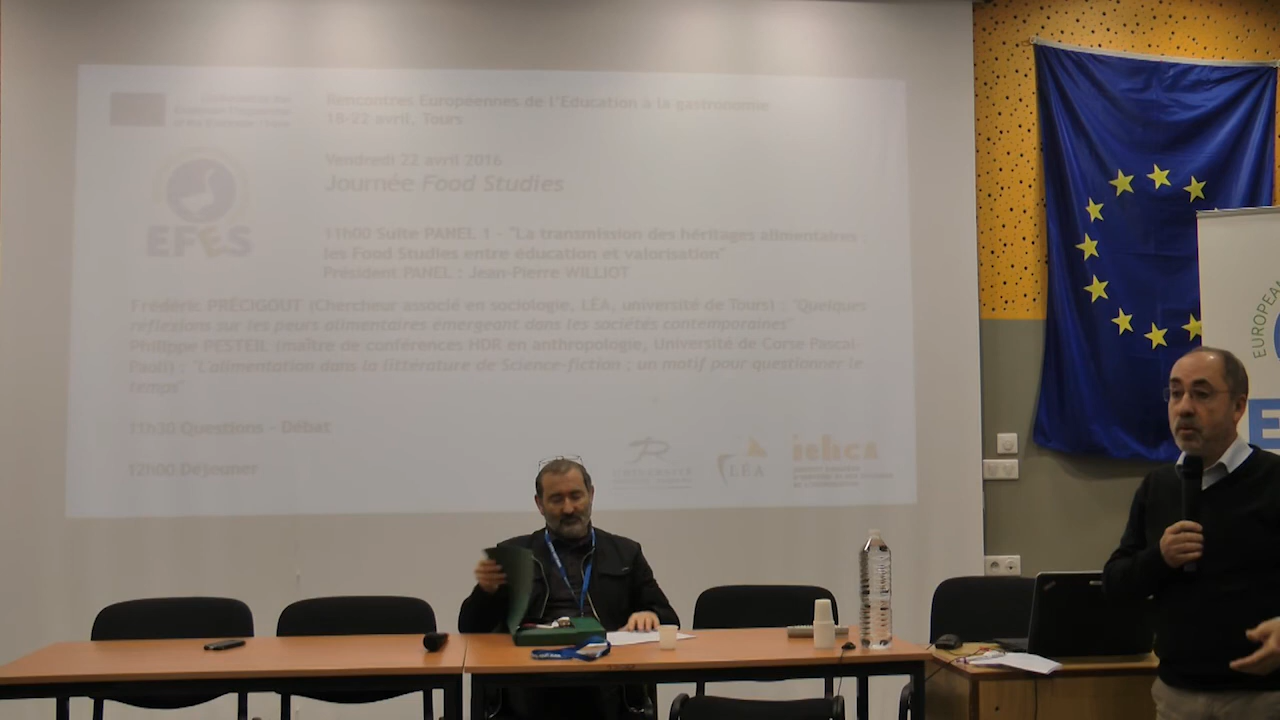 Rencontres Européennes de l'Education à la gastronomie
18-22 avril, Tours
Vendredi 22 avril 2016
Journée Food Studies
EFES
11h00 Suite PANEL 1 - "La transmission des héritages alimentaires :
les Food Studies entre éducation et valorisation"
Président PANEL : Jean-Pierre WILLIOT
Frédéric PRÉCIGOUT (Chercheur associé en sociologie, LÉA, université de Tours) : "Quelques
reflexions sur les peurs alimentaires émergeant dans les sociétés contemporaines"
Philippe PESTEIL (maître de conférences HDR en anthropologie, Université de Corse Pascal
Paoli) : "L'alimentation dans la littérature de Science-fiction ; un motif pour questionner le
temps"
11h30 Questions - Débat
12h00 Déjeuner
LÉA
iehca
EUROPEAN
E